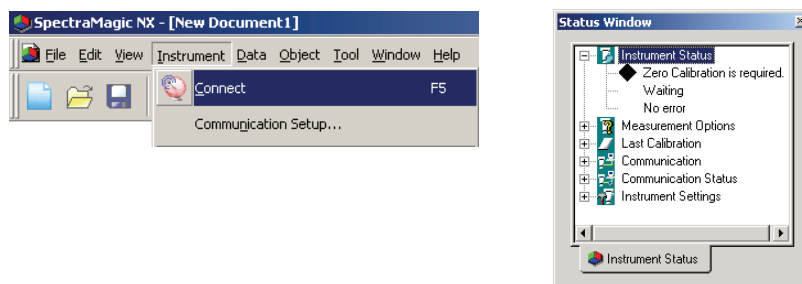 SpectraMagic NX - [New Document1]
File Edit View Instrument Data Object Tool Window Help
Connect F5
Communication Setup...
Status Window
Instrument Status
Zero Calibration is required.
Waiting
No error
Measurement Options
Last Calibration
Communication
Communication Status
Instrument Settings
Instrument Status